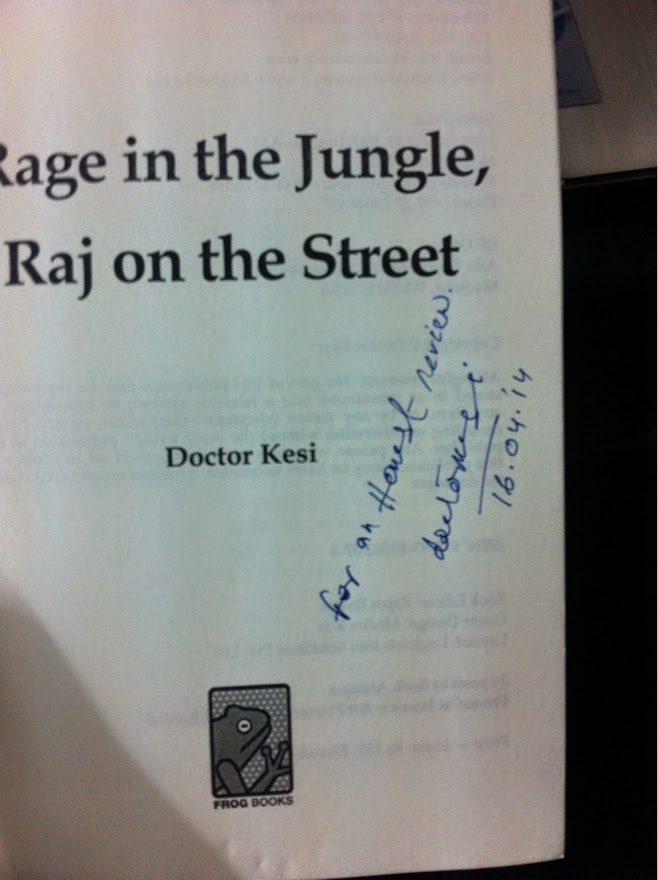 Rage in the Jungle,
Raj on the Street
Doctor Kesi
for an Honest review.
doctorkesi
16.04.14
FROG BOOKS